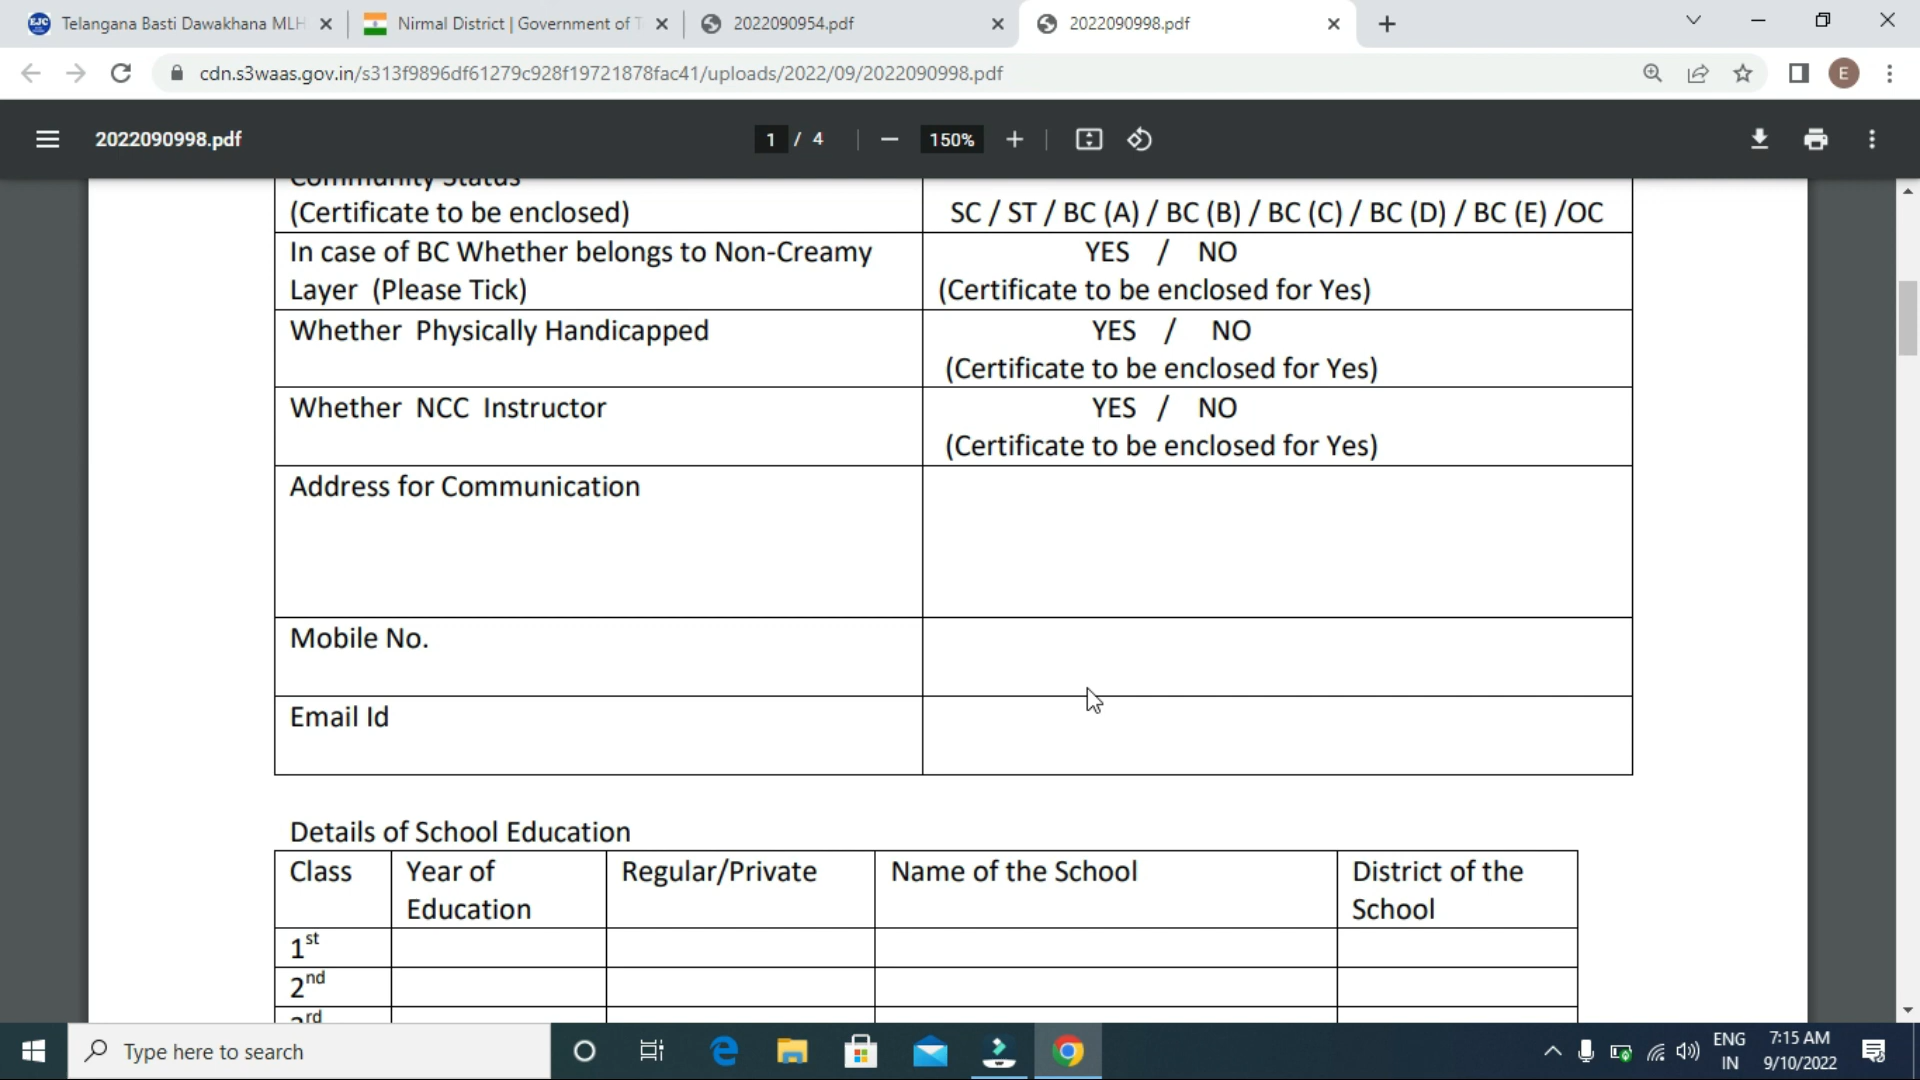 EJC Telangana Basti Dawakhana MLH
Nirmal District | Government of T
2022090954.pdf
2022090998.pdf
cdn.s3waas.gov.in/s313f9896df61279c928f19721878fac41/uploads/2022/09/2022090998.pdf
E
2022090998.pdf
1 / 4
150%
Community Status
(Certificate to be enclosed)
SC / ST / BC (A) / BC (B) / BC (C) / BC (D) / BC (E) /OC
In case of BC Whether belongs to Non-Creamy
Layer (Please Tick)
YES / NO
(Certificate to be enclosed for Yes)
Whether Physically Handicapped
YES / NO
(Certificate to be enclosed for Yes)
Whether NCC Instructor
YES / NO
(Certificate to be enclosed for Yes)
Address for Communication
Mobile No.
Email Id
Details of School Education
Class
Year of
Education
Regular/Private
Name of the School
District of the
School
1st
2nd
3rd
Type here to search
ENG
IN
7:15 AM
9/10/2022